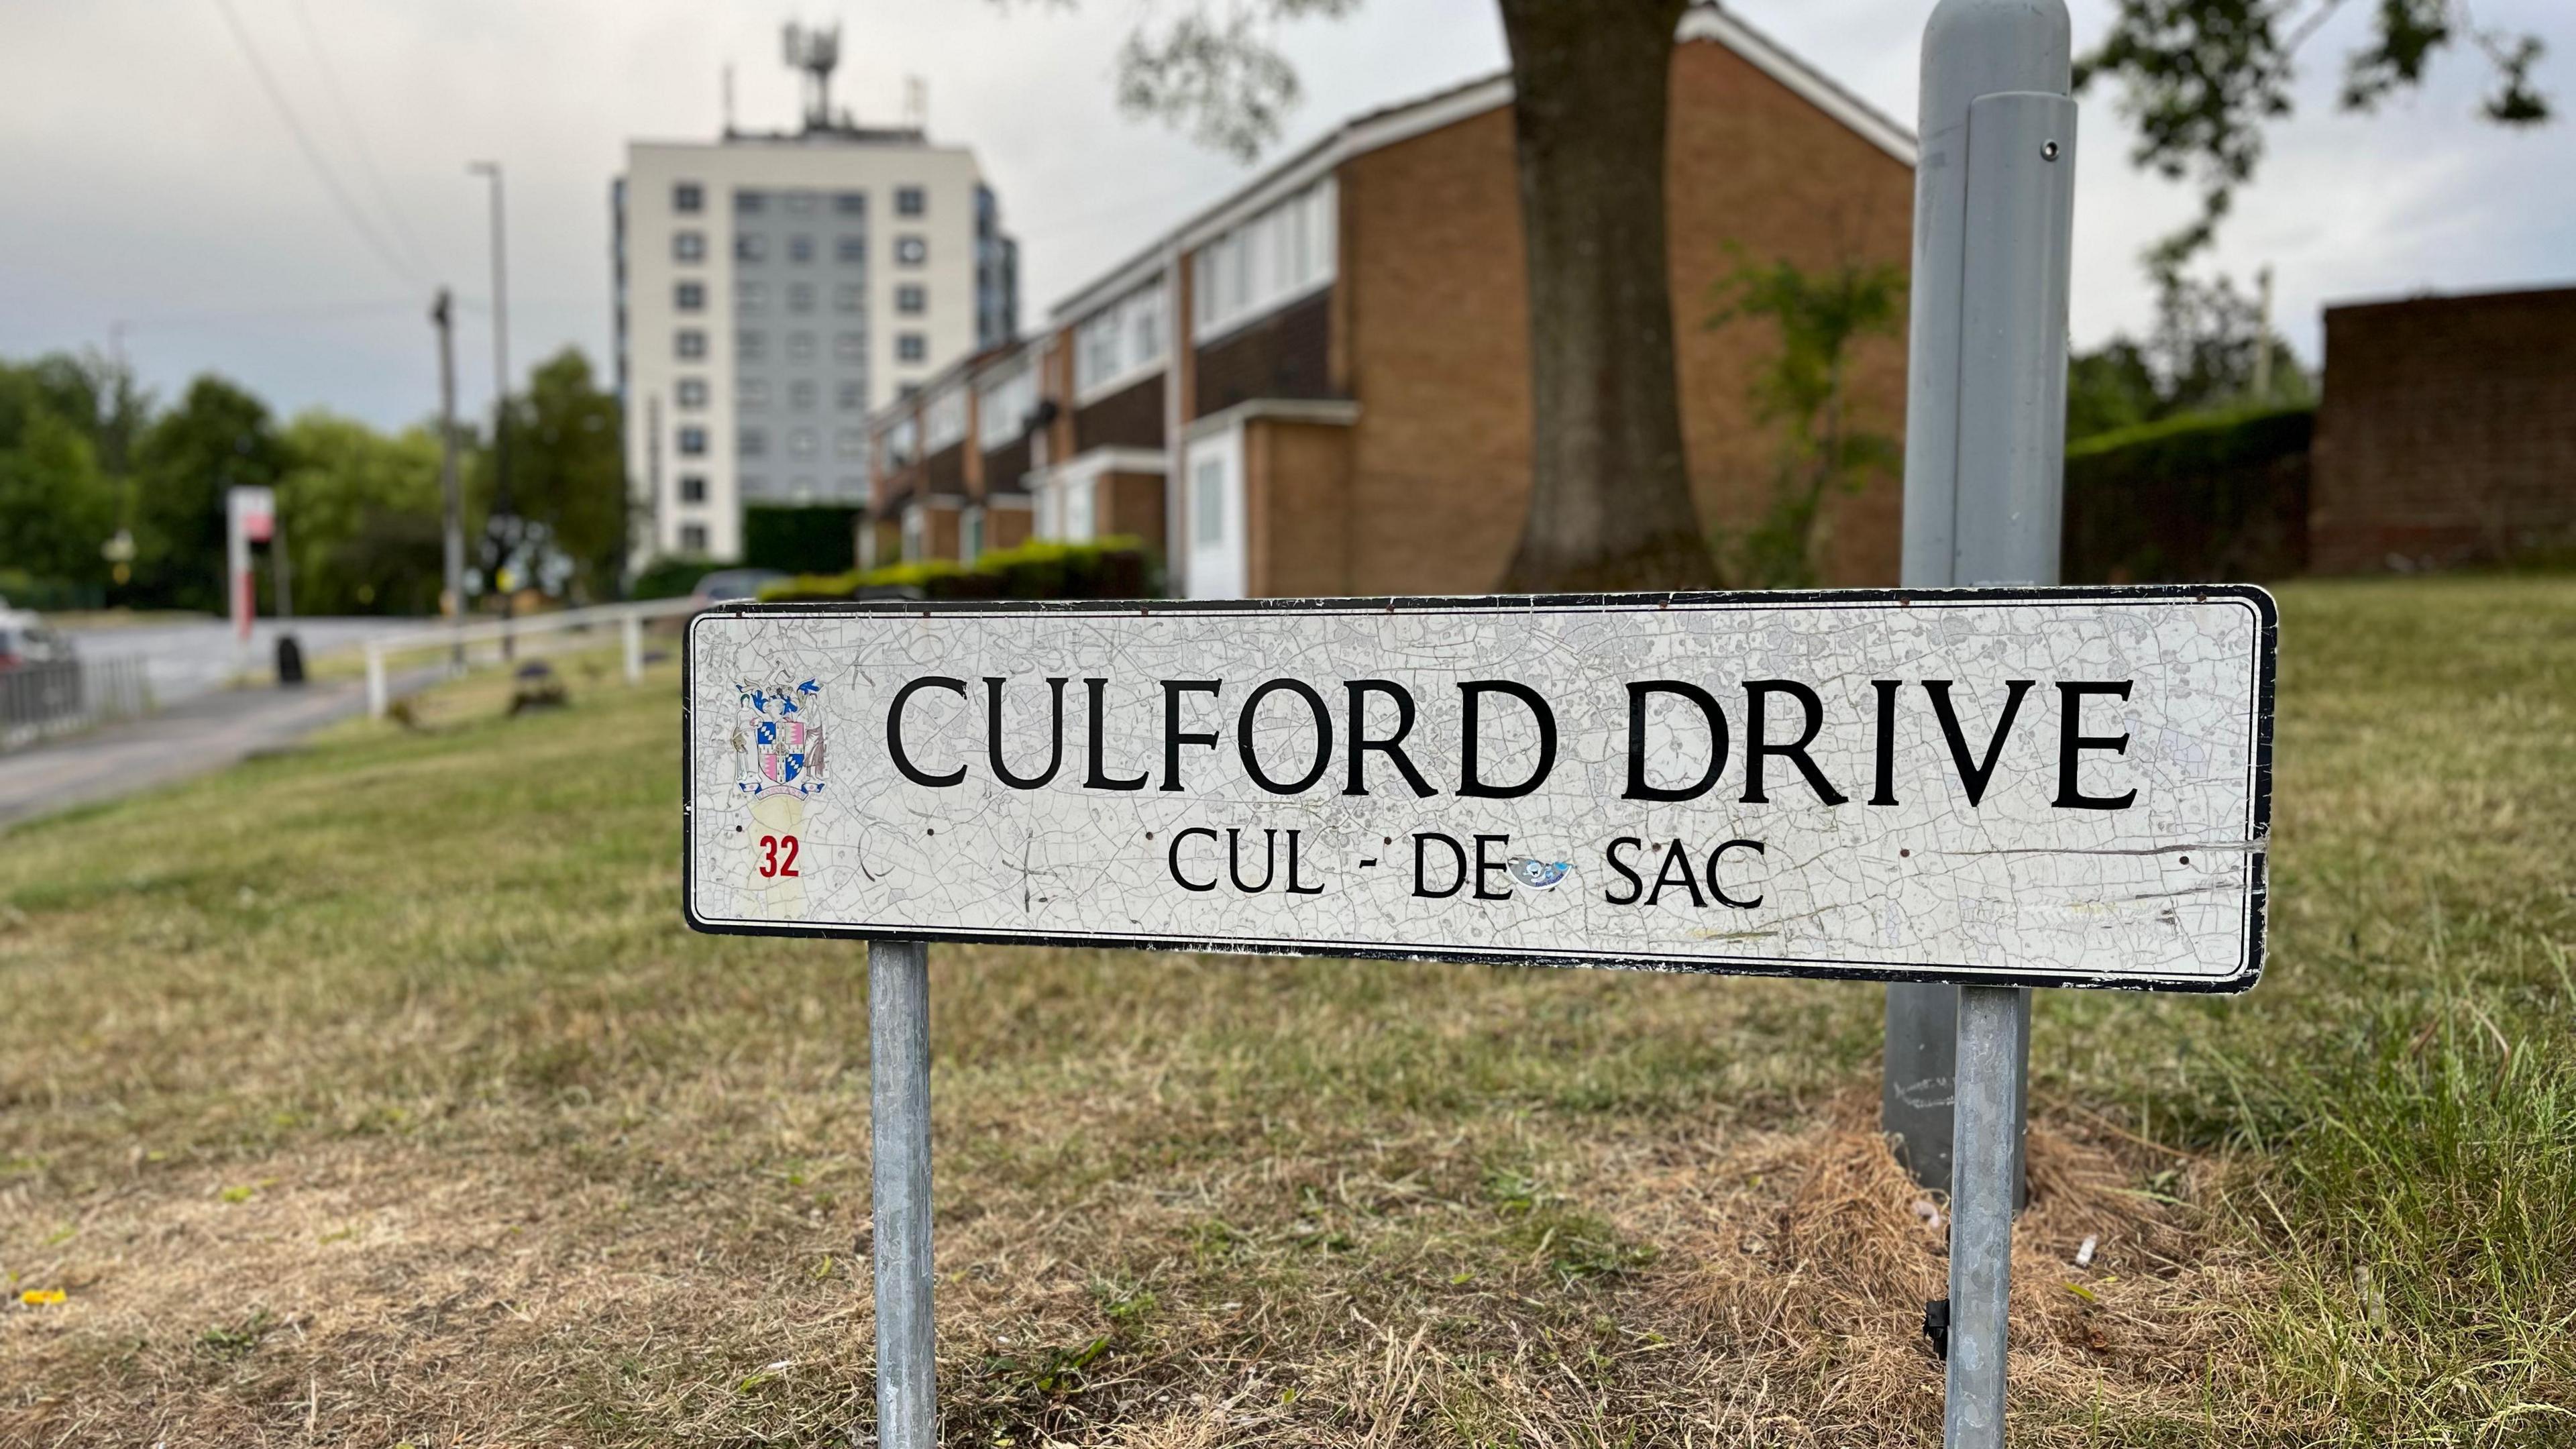 CULFORD DRIVE
CUL - DE SAC
32